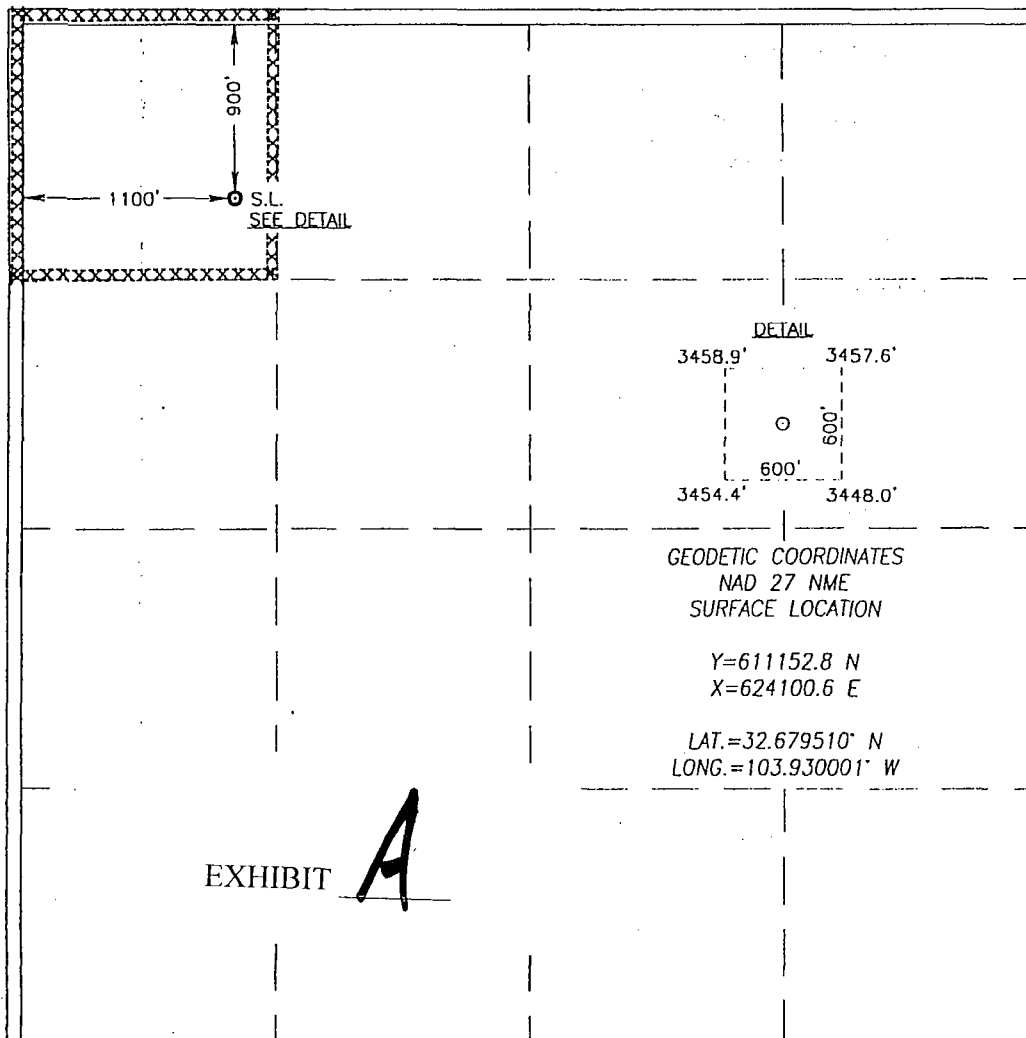 900'
1100'
S.L.
SEE DETAIL
DETAIL
3458.9' 3457.6'
600'
600'
3454.4' 3448.0'
GEODETIC COORDINATES
NAD 27 NME
SURFACE LOCATION
Y=611152.8 N
X=624100.6 E
LAT.=32.679510° N
LONG.=103.930001° W
EXHIBIT A